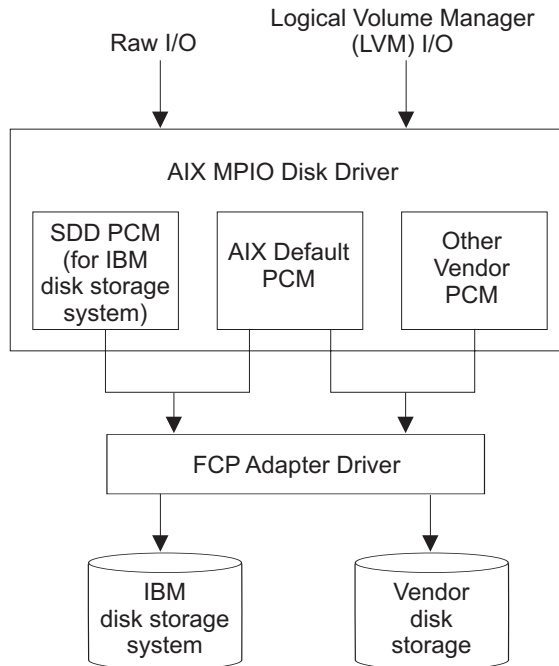 Raw I/O
Logical Volume Manager
(LVM) I/O
AIX MPIO Disk Driver
SDD PCM
(for IBM
disk storage
system)
AIX Default
PCM
Other
Vendor
PCM
FCP Adapter Driver
IBM
disk storage
system
Vendor
disk
storage